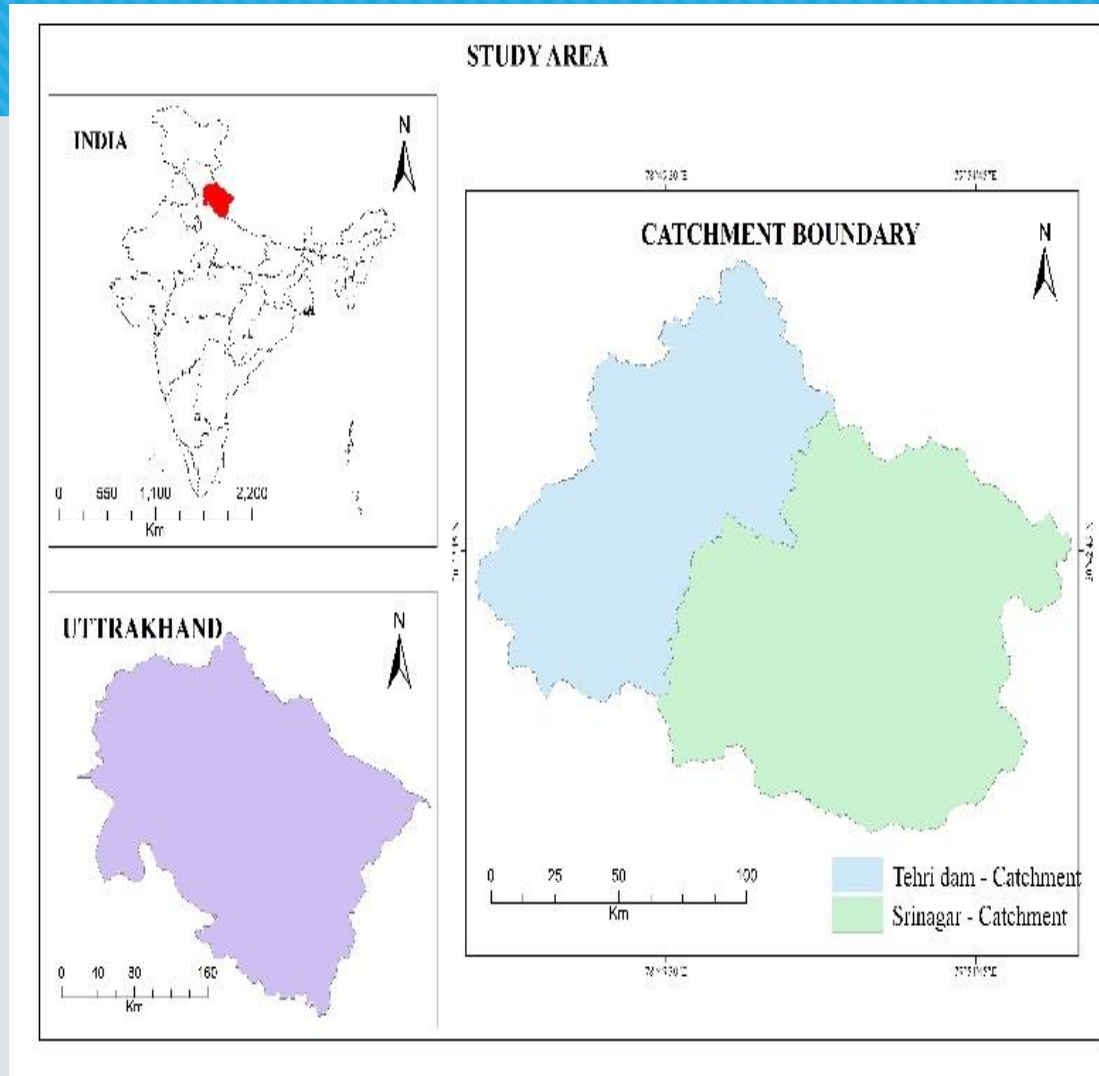 STUDY AREA
INDIA
N
0 550 1,100 2,200
Km
UTTRAKHAND
N
0 40 80 160
Km
CATCHMENT BOUNDARY
N
0 25 50 100
Km
Tehri dam - Catchment
Srinagar - Catchment